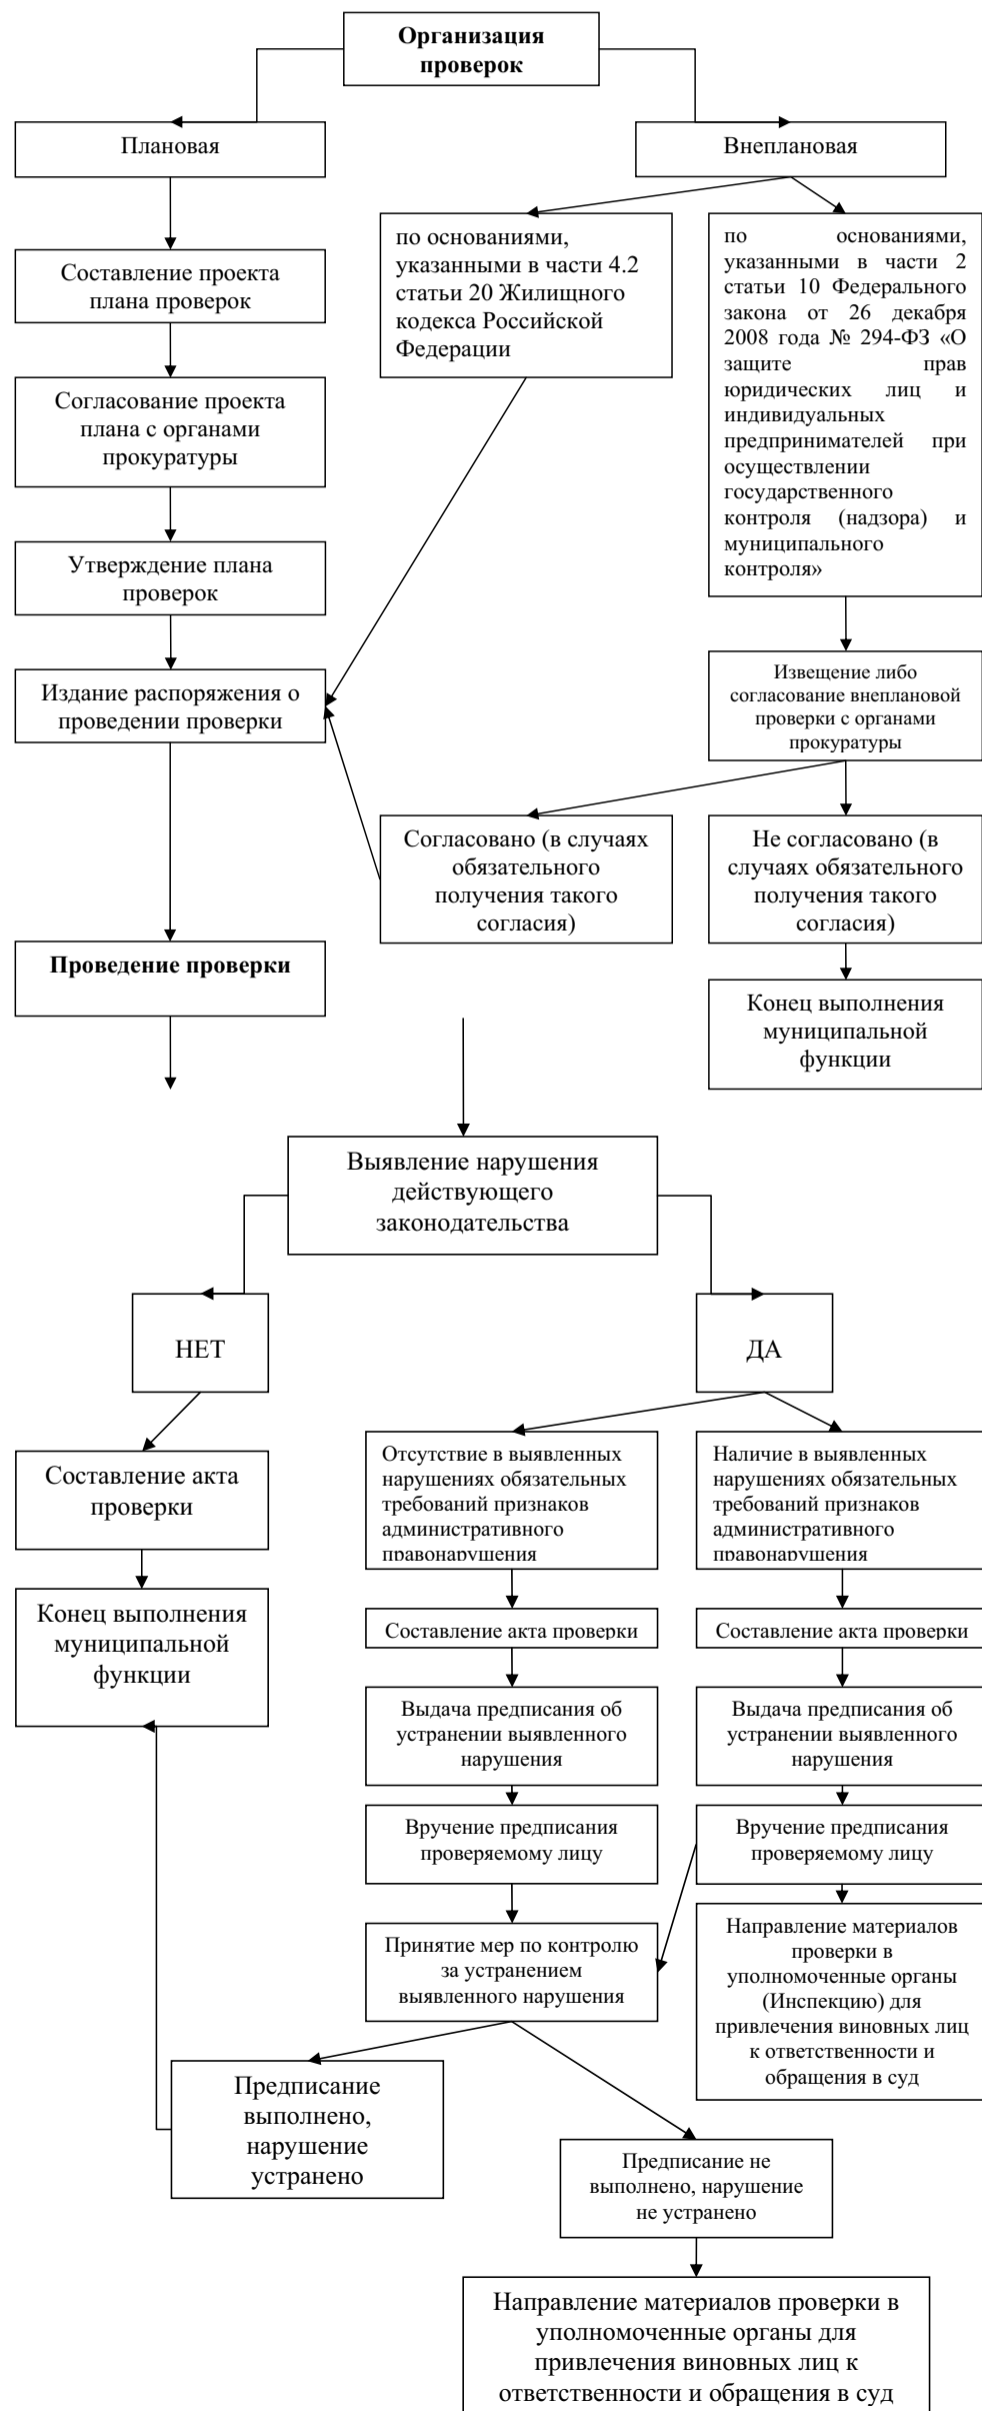 Организация
проверок
Плановая
Внеплановая
по основаниями,
указанными в части 4.2
статьи 20 Жилищного
кодекса Российской
Федерации
по основаниями,
указанными в части 2
статьи 10 Федерального
закона от 26 декабря
2008 года № 294-ФЗ «О
защите прав
юридических лиц и
индивидуальных
предпринимателей при
осуществлении
государственного
контроля (надзора) и
муниципального
контроля»
Составление проекта
плана проверок
Согласование проекта
плана с органами
прокуратуры
Утверждение плана
проверок
Издание распоряжения о
проведении проверки
Извещение либо
согласование внеплановой
проверки с органами
прокуратуры
Согласовано (в случаях
обязательного
получения такого
согласия)
Не согласовано (в
случаях обязательного
получения такого
согласия)
Проведение проверки
Конец выполнения
муниципальной
функции
Выявление нарушения
действующего
законодательства
НЕТ
ДА
Составление акта
проверки
Конец выполнения
муниципальной
функции
Отсутствие в выявленных
нарушениях обязательных
требований признаков
административного
правонарушения
Наличие в выявленных
нарушениях обязательных
требований признаков
административного
правонарушения
Составление акта проверки
Составление акта проверки
Выдача предписания об
устранении выявленного
нарушения
Выдача предписания об
устранении выявленного
нарушения
Вручение предписания
проверяемому лицу
Вручение предписания
проверяемому лицу
Принятие мер по контролю
за устранением
выявленного нарушения
Направление материалов
проверки в
уполномоченные органы
(Инспекцию) для
привлечения виновных лиц
к ответственности и
обращения в суд
Предписание
выполнено,
нарушение
устранено
Предписание не
выполнено, нарушение
не устранено
Направление материалов проверки в
уполномоченные органы для
привлечения виновных лиц к
ответственности и обращения в суд